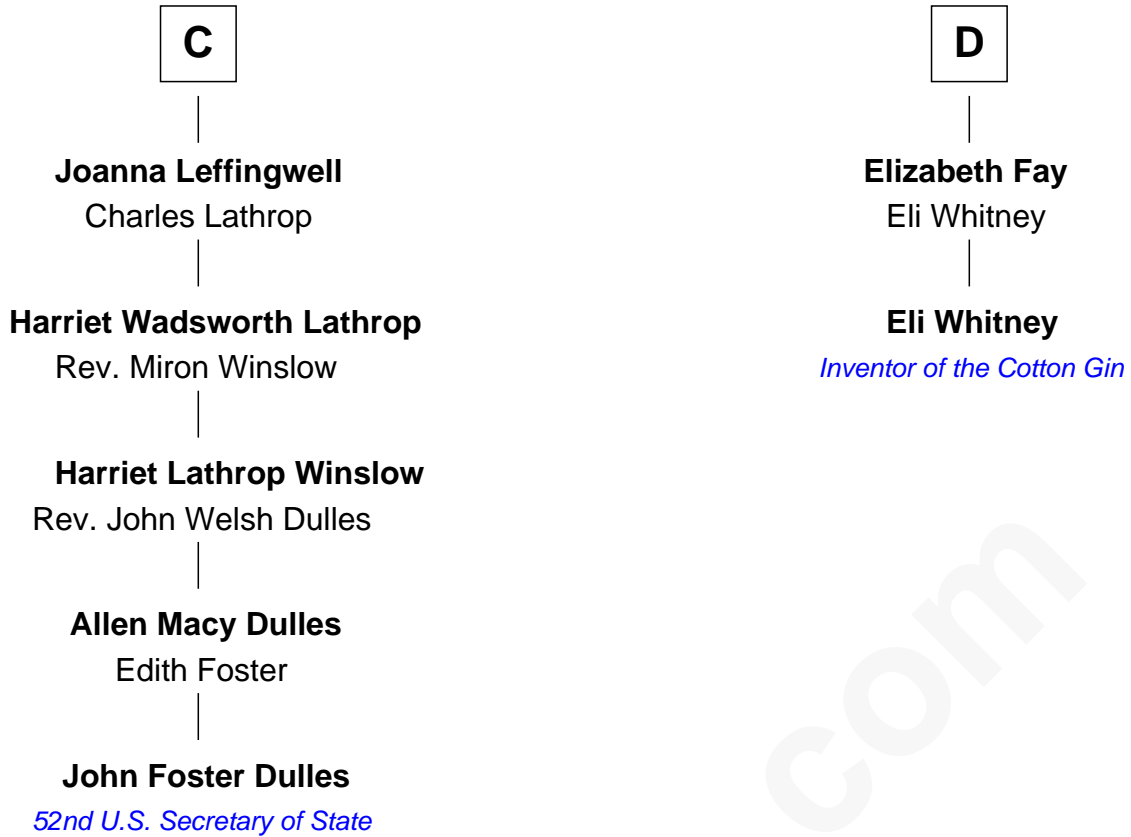 C
Joanna Leffingwell
Charles Lathrop
Harriet Wadsworth Lathrop
Rev. Miron Winslow
Harriet Lathrop Winslow
Rev. John Welsh Dulles
Allen Macy Dulles
Edith Foster
John Foster Dulles
52nd U.S. Secretary of State
D
Elizabeth Fay
Eli Whitney
Eli Whitney
Inventor of the Cotton Gin
com